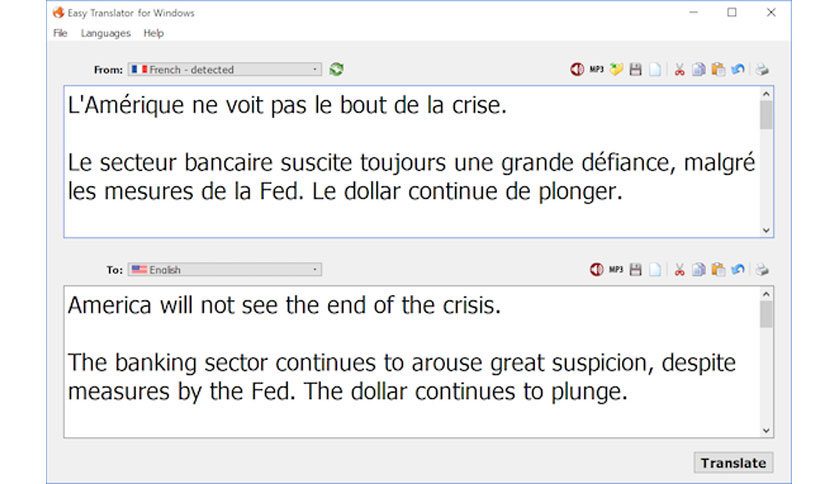 Easy Translator for Windows
File Languages Help
From: French - detected MP3
L'Amérique ne voit pas le bout de la crise.
Le secteur bancaire suscite toujours une grande défiance, malgré
les mesures de la Fed. Le dollar continue de plonger.
To: English MP3
America will not see the end of the crisis.
The banking sector continues to arouse great suspicion, despite
measures by the Fed. The dollar continues to plunge.
Translate